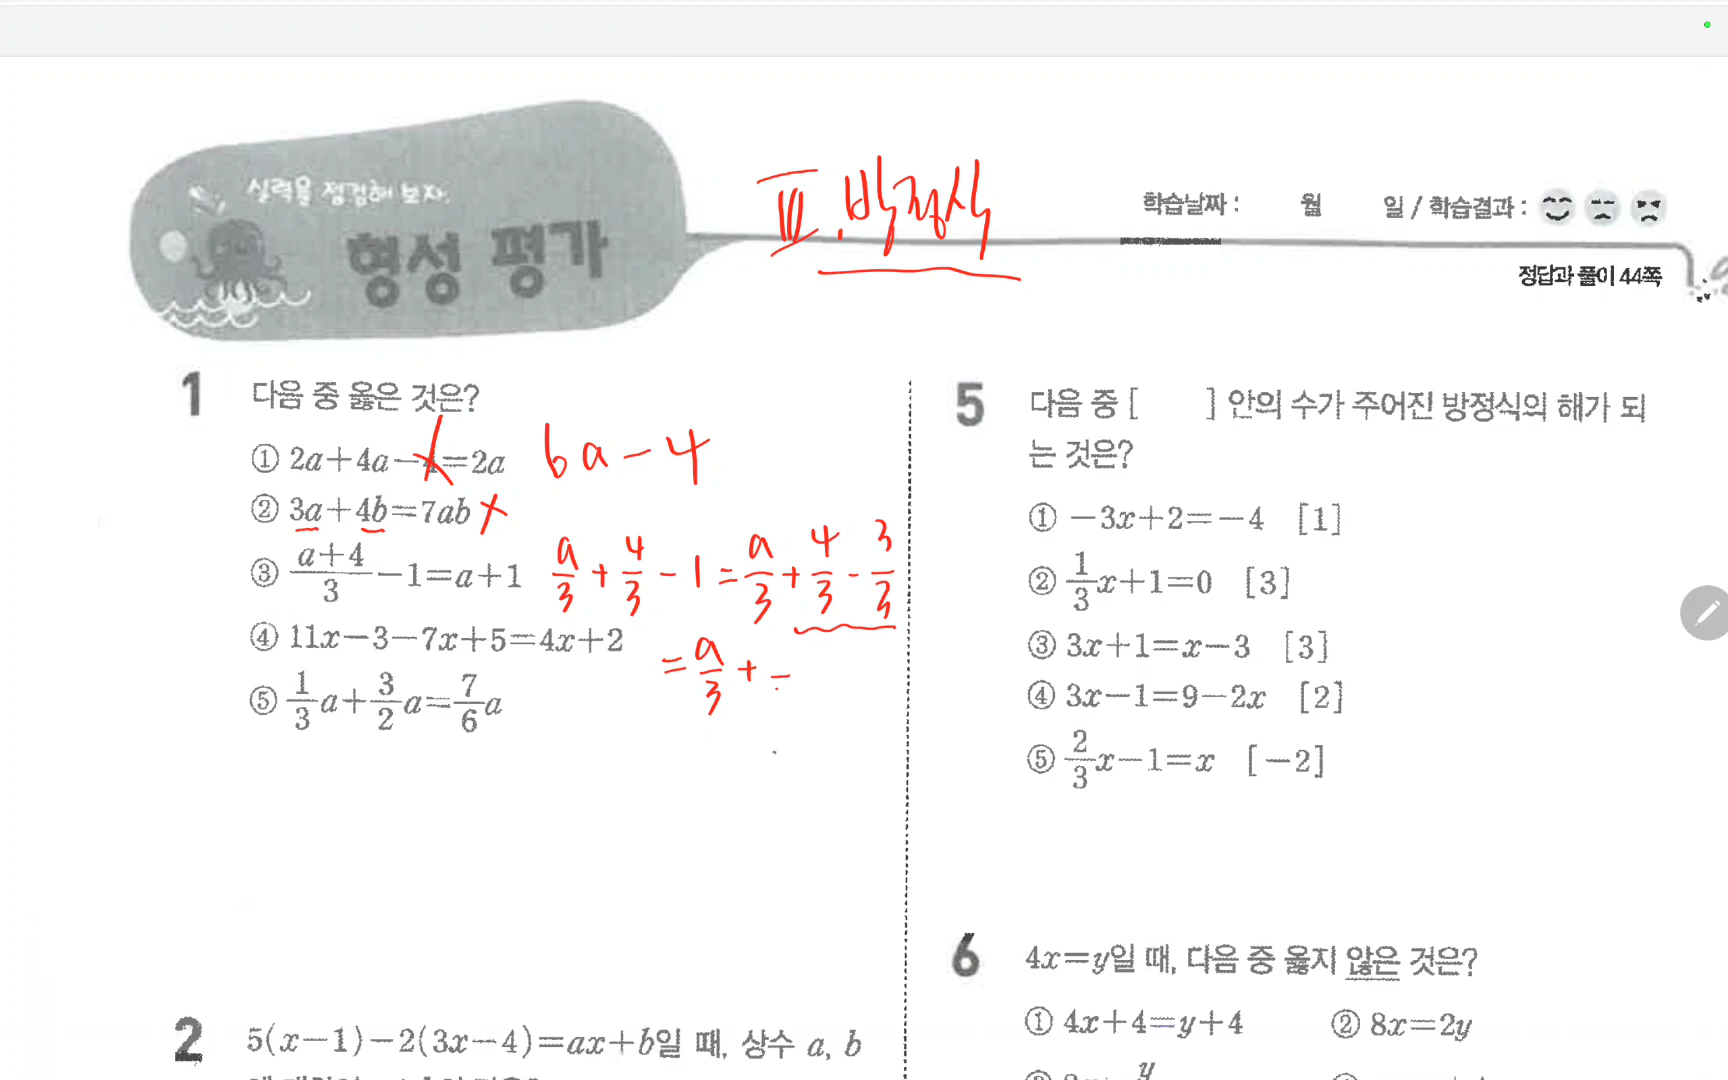 실력을 점검해 보자.
형성 평가
Ⅲ. 방정식
학습날짜 : 월 일 / 학습결과 :
정답과 풀이 44쪽
1 다음 중 옳은 것은?
① 2a+4a-4=2a 6a-4
② 3a+4b=7ab ×
③ (a+4)/3-1=a+1 a/3+4/3-1=a/3+4/3-3/3
=a/3+
④ 11x-3-7x+5=4x+2
⑤ 1/3a+3/2a=7/6a
2 5(x-1)-2(3x-4)=ax+b일 때, 상수 a, b
5 다음 중 [ ] 안의 수가 주어진 방정식의 해가 되
는 것은?
① -3x+2=-4 [1]
② 1/3x+1=0 [3]
③ 3x+1=x-3 [3]
④ 3x-1=9-2x [2]
⑤ 2/3x-1=x [-2]
6 4x=y일 때, 다음 중 옳지 않은 것은?
① 4x+4=y+4 ② 8x=2y